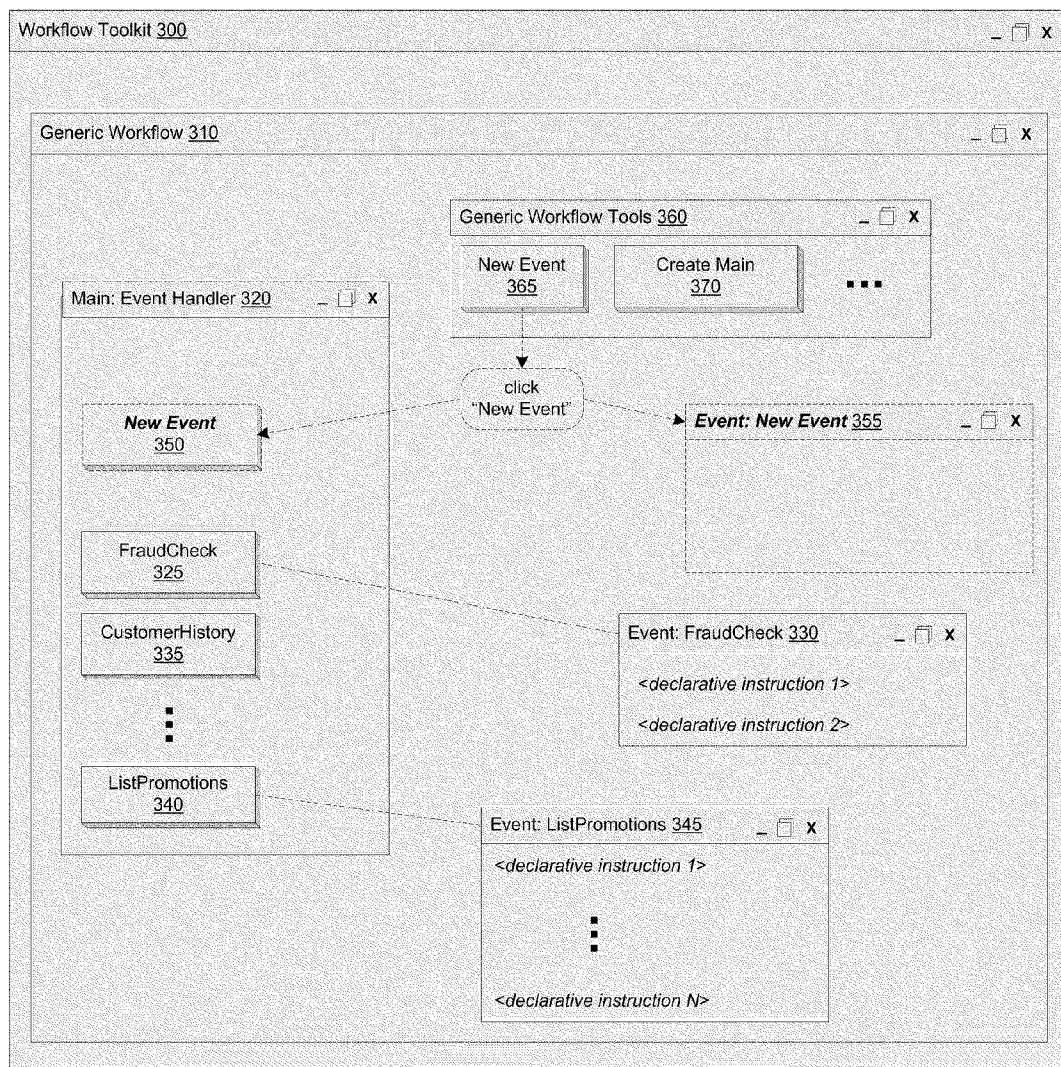 Workflow Toolkit 300
_ X
Generic Workflow 310
_ X
Generic Workflow Tools 360
_ X
New Event
365
Create Main
370
Main: Event Handler 320
_ X
click
"New Event"
New Event
350
Event: New Event 355
_ X
FraudCheck
325
CustomerHistory
335
Event: FraudCheck 330
_ X
<declarative instruction 1>
<declarative instruction 2>
ListPromotions
340
Event: ListPromotions 345
_ X
<declarative instruction 1>
<declarative instruction N>